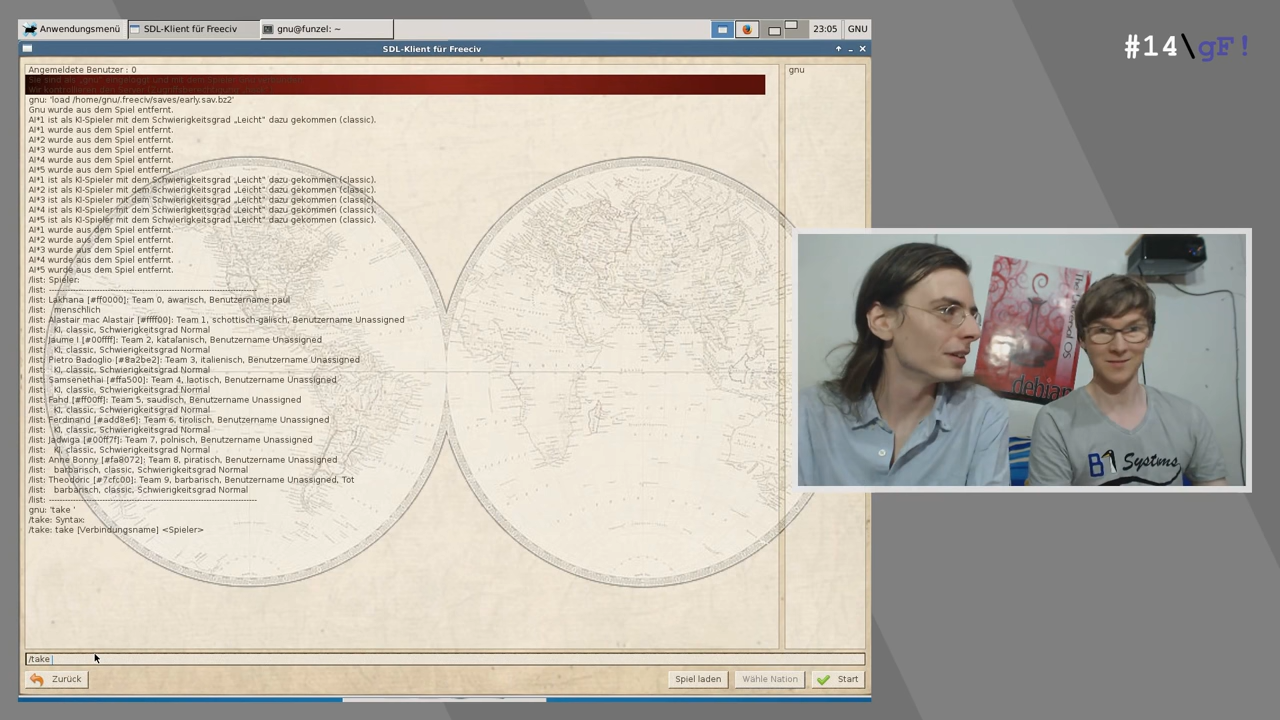 Anwendungsmenü
SDL-Klient für Freeciv
gnu@funzel: ~
23:05
GNU
#14\gF!
SDL-Klient für Freeciv
Angemeldete Benutzer : 0
gnu
gnu: 'load /home/gnu/.freeciv/saves/early.sav.bz2'
Gnu wurde aus dem Spiel entfernt.
AI*1 ist als KI-Spieler mit dem Schwierigkeitsgrad „Leicht“ dazu gekommen (classic).
AI*1 wurde aus dem Spiel entfernt.
AI*2 wurde aus dem Spiel entfernt.
AI*3 wurde aus dem Spiel entfernt.
AI*4 wurde aus dem Spiel entfernt.
AI*5 wurde aus dem Spiel entfernt.
AI*1 ist als KI-Spieler mit dem Schwierigkeitsgrad „Leicht“ dazu gekommen (classic).
AI*2 ist als KI-Spieler mit dem Schwierigkeitsgrad „Leicht“ dazu gekommen (classic).
AI*3 ist als KI-Spieler mit dem Schwierigkeitsgrad „Leicht“ dazu gekommen (classic).
AI*4 ist als KI-Spieler mit dem Schwierigkeitsgrad „Leicht“ dazu gekommen (classic).
AI*5 ist als KI-Spieler mit dem Schwierigkeitsgrad „Leicht“ dazu gekommen (classic).
AI*1 wurde aus dem Spiel entfernt.
AI*2 wurde aus dem Spiel entfernt.
AI*3 wurde aus dem Spiel entfernt.
AI*4 wurde aus dem Spiel entfernt.
AI*5 wurde aus dem Spiel entfernt.
/list: Spieler:
/list: --------------------------------------------------------------
/list: Lakhana [#ff0000]: Team 0, awarisch, Benutzername paul
/list:   menschlich
/list: Alastair mac Alastair [#ffff00]: Team 1, schottisch-gälisch, Benutzername Unassigned
/list:   KI, classic, Schwierigkeitsgrad Normal
/list: Jaume I [#00ffff]: Team 2, katalanisch, Benutzername Unassigned
/list:   KI, classic, Schwierigkeitsgrad Normal
/list: Pietro Badoglio [#8a2be2]: Team 3, italienisch, Benutzername Unassigned
/list:   KI, classic, Schwierigkeitsgrad Normal
/list: Samsenethai [#ffa500]: Team 4, laotisch, Benutzername Unassigned
/list:   KI, classic, Schwierigkeitsgrad Normal
/list: Fahd [#ff00ff]: Team 5, saudisch, Benutzername Unassigned
/list:   KI, classic, Schwierigkeitsgrad Normal
/list: Ferdinand [#add8e6]: Team 6, tirolisch, Benutzername Unassigned
/list:   KI, classic, Schwierigkeitsgrad Normal
/list: Jadwiga [#00ff7f]: Team 7, polnisch, Benutzername Unassigned
/list:   KI, classic, Schwierigkeitsgrad Normal
/list: Anne Bonny [#fa8072]: Team 8, piratisch, Benutzername Unassigned
/list:   barbarisch, classic, Schwierigkeitsgrad Normal
/list: Theodoric [#7cfc00]: Team 9, barbarisch, Benutzername Unassigned, Tot
/list:   barbarisch, classic, Schwierigkeitsgrad Normal
/list: --------------------------------------------------------------
gnu: 'take '
/take: Syntax:
/take: take [Verbindungsname] <Spieler>
debian
B1 Systems
/take
Zurück
Spiel laden
Wähle Nation
Start